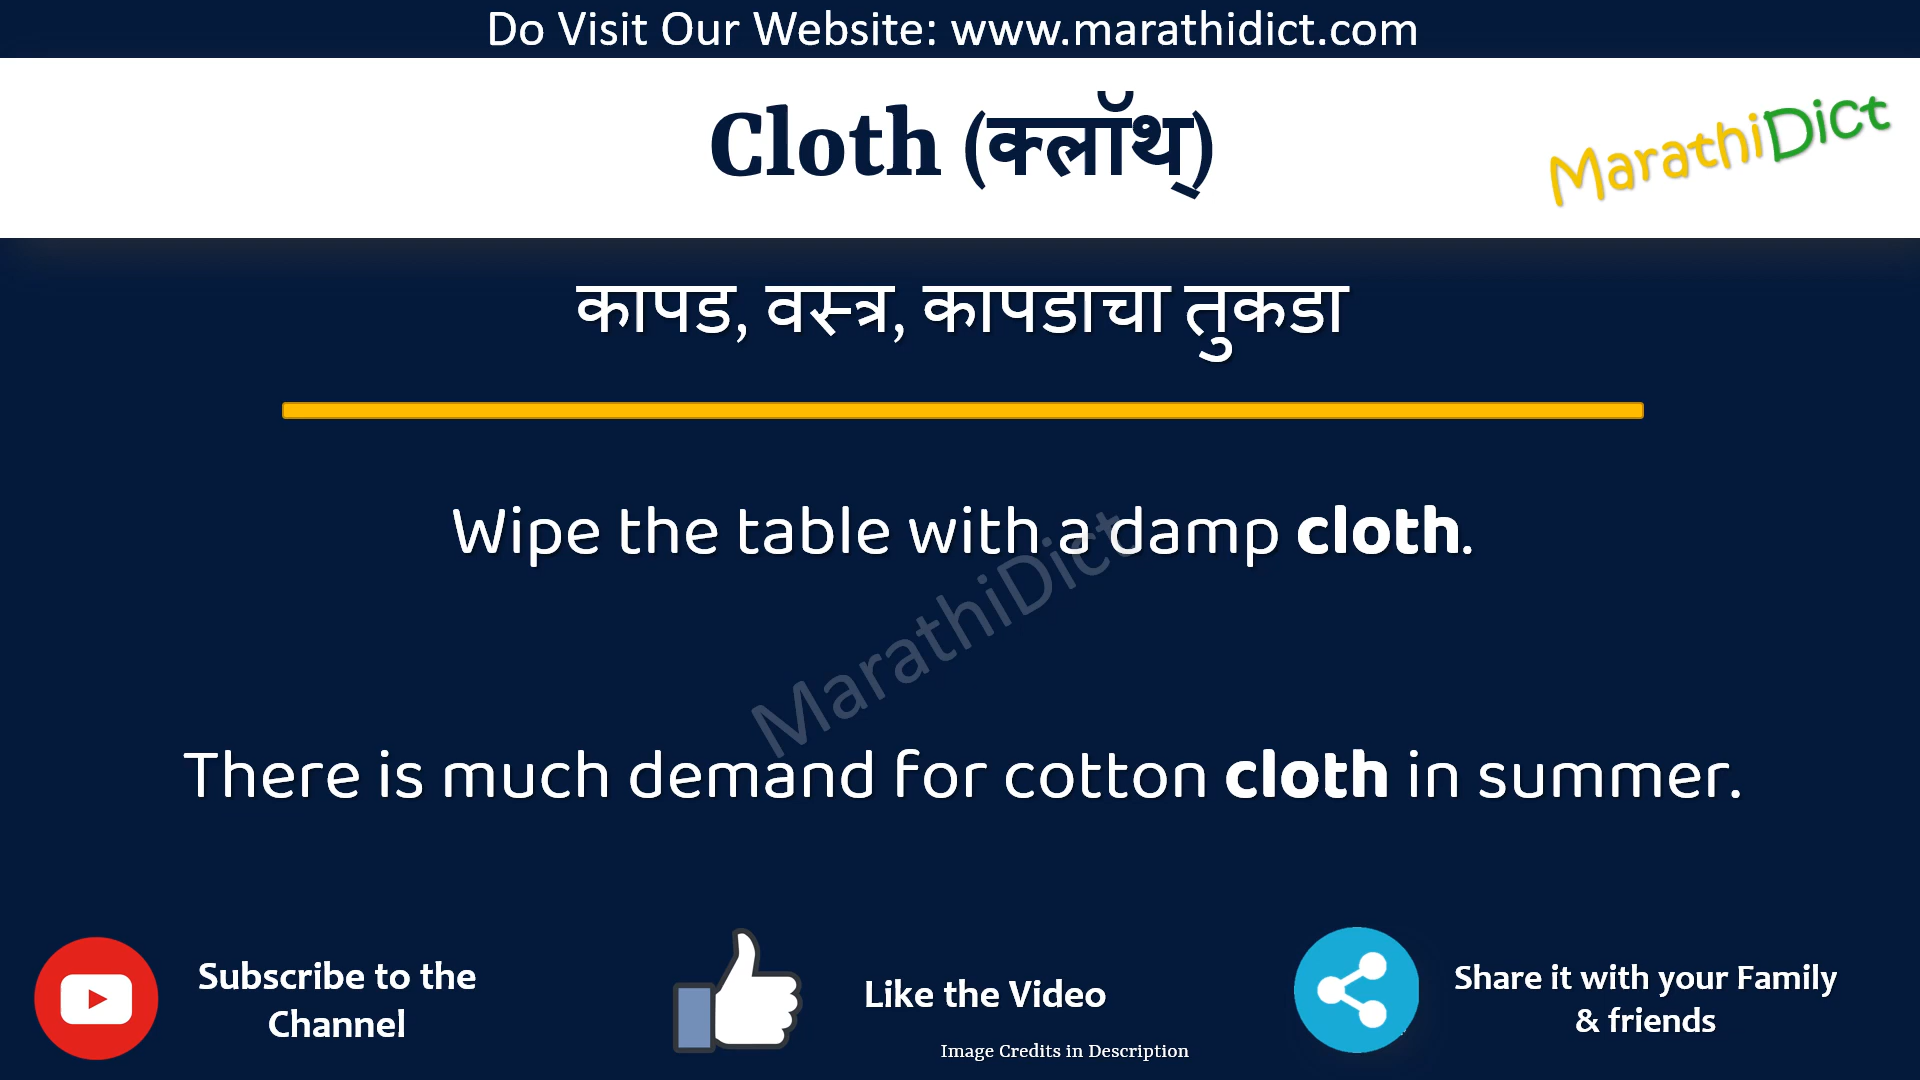 Do Visit Our Website: www.marathidict.com
Cloth (क्लॉथ्)
MarathiDict
कापड, वस्त्र, कापडाचा तुकडा
Wipe the table with a damp cloth.
MarathiDict
There is much demand for cotton cloth in summer.
Subscribe to the
Channel
Like the Video
Share it with your Family
& friends
Image Credits in Description